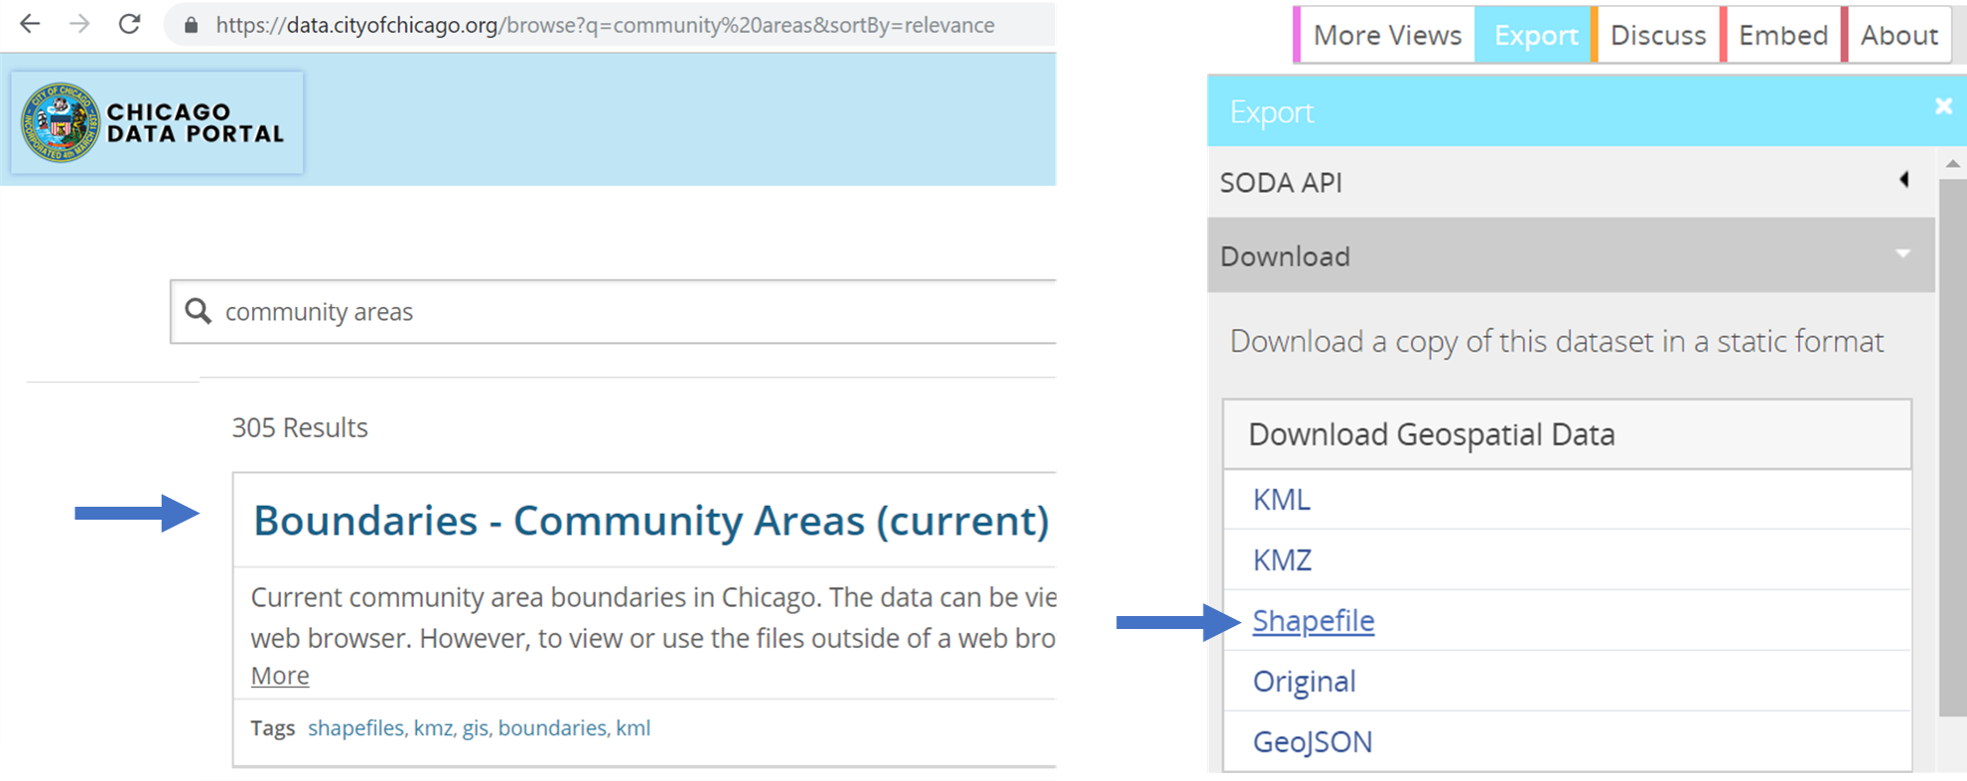 https://data.cityofchicago.org/browse?q=community%20areas&sortBy=relevance
CITY OF CHICAGO
INCORPORATED 4th MARCH 1837
CHICAGO
DATA PORTAL
community areas
305 Results
Boundaries - Community Areas (current)
Current community area boundaries in Chicago. The data can be vie
web browser. However, to view or use the files outside of a web bro
More
Tags shapefiles, kmz, gis, boundaries, kml
More Views Export Discuss Embed About
Export
SODA API
Download
Download a copy of this dataset in a static format
Download Geospatial Data
KML
KMZ
Shapefile
Original
GeoJSON